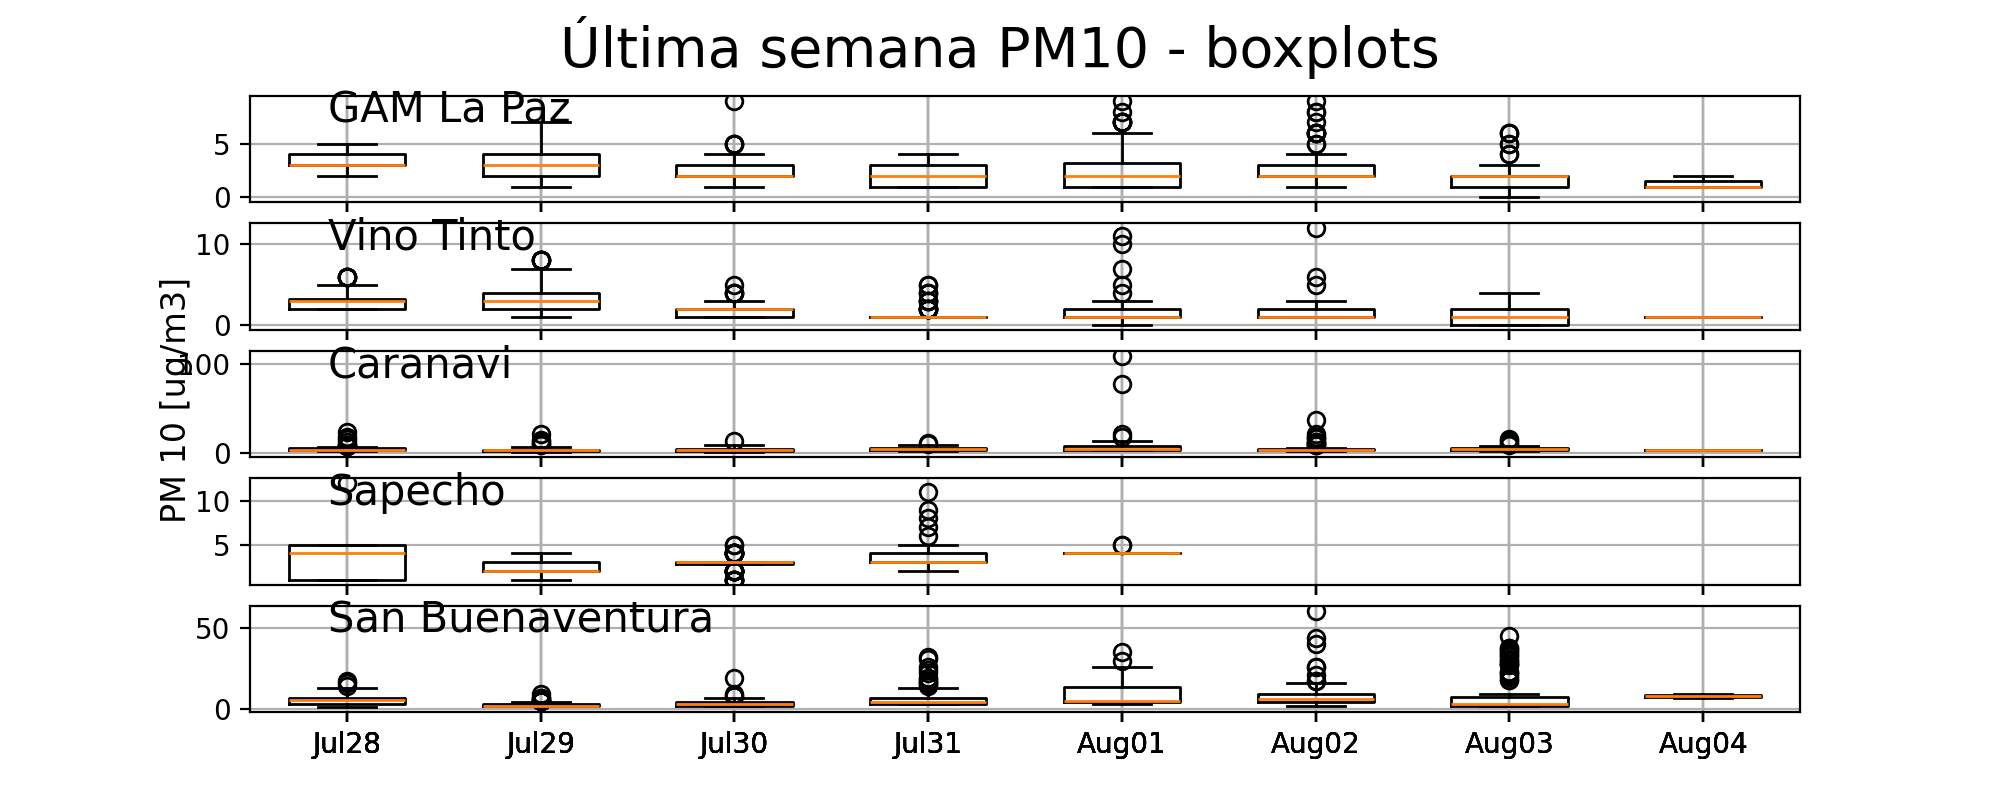 Última semana PM10 - boxplots
GAM La Paz
5
0
Vino Tinto
10
0
PM 10 [ug/m3]
Caranavi
100
0
Sapecho
10
5
San Buenaventura
50
0
Jul28 Jul29 Jul30 Jul31 Aug01 Aug02 Aug03 Aug04